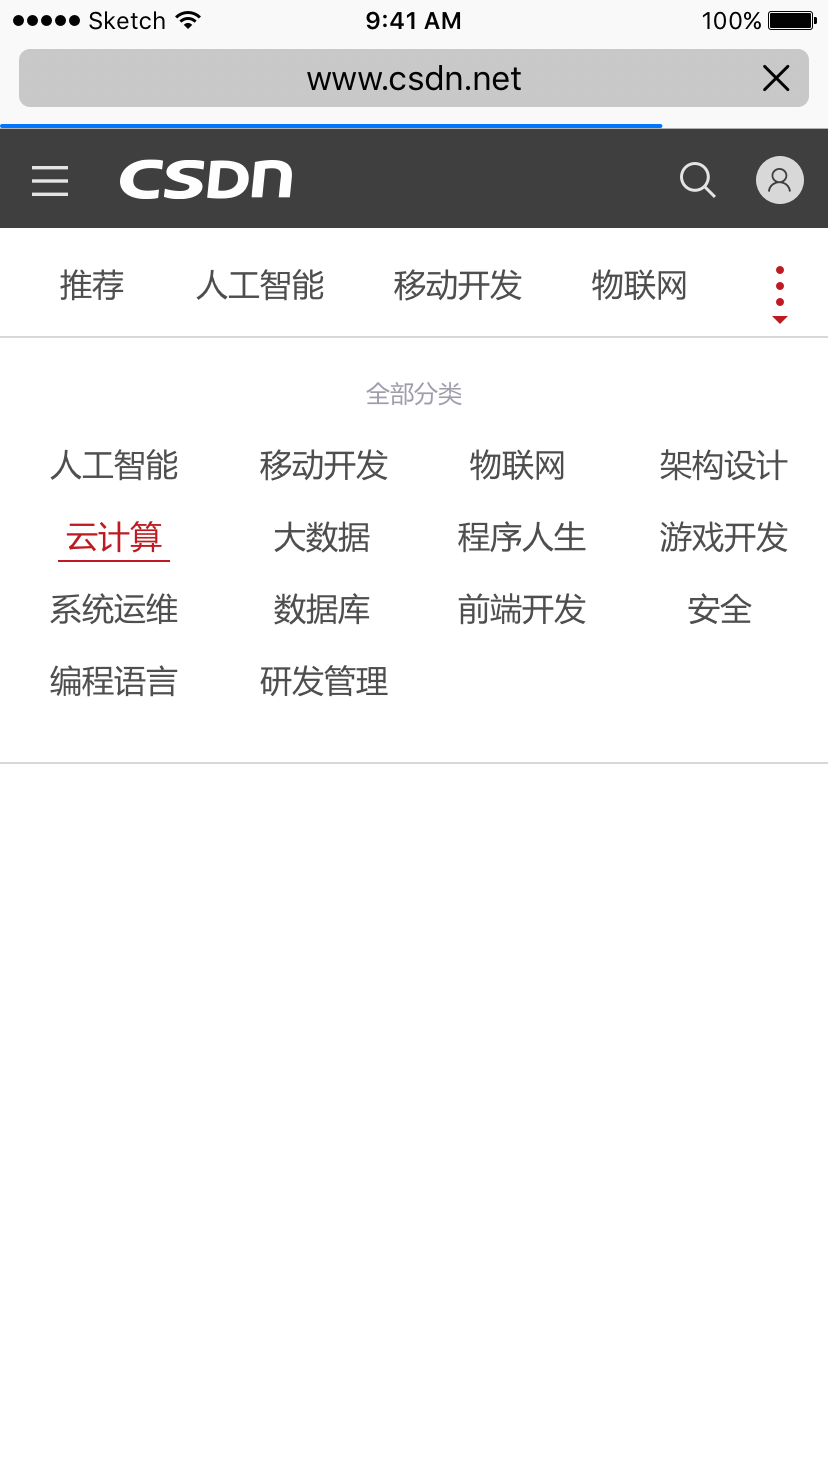 ●●●●● Sketch 9:41 AM 100%
www.csdn.net
CSDN
推荐 人工智能 移动开发 物联网
全部分类
人工智能 移动开发 物联网 架构设计
云计算 大数据 程序人生 游戏开发
系统运维 数据库 前端开发 安全
编程语言 研发管理